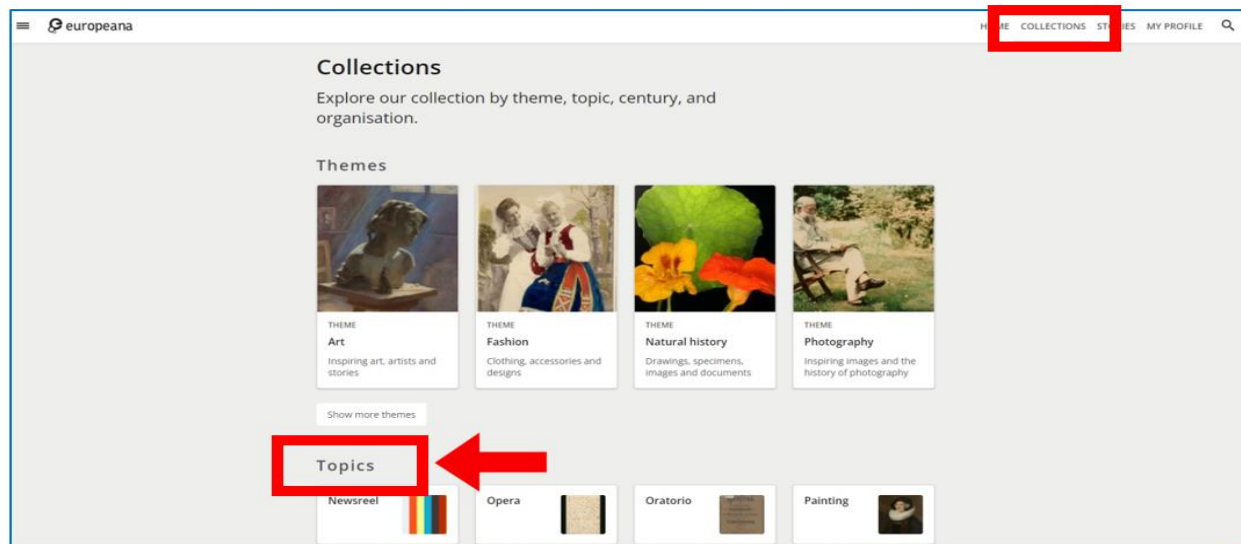 europeana
HOME COLLECTIONS STORIES MY PROFILE
Collections
Explore our collection by theme, topic, century, and
organisation.
Themes
THEME
Art
Inspiring art, artists and
stories
THEME
Fashion
Clothing, accessories and
designs
THEME
Natural history
Drawings, specimens,
images and documents
THEME
Photography
Inspiring images and the
history of photography
Show more themes
Topics
Newsreel
Opera
Oratorio
Painting